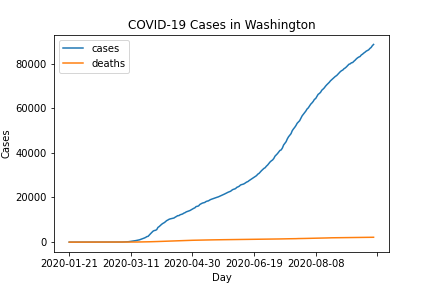 COVID-19 Cases in Washington
cases
deaths
80000
60000
40000
20000
0
Cases
2020-01-21 2020-03-11 2020-04-30 2020-06-19 2020-08-08
Day